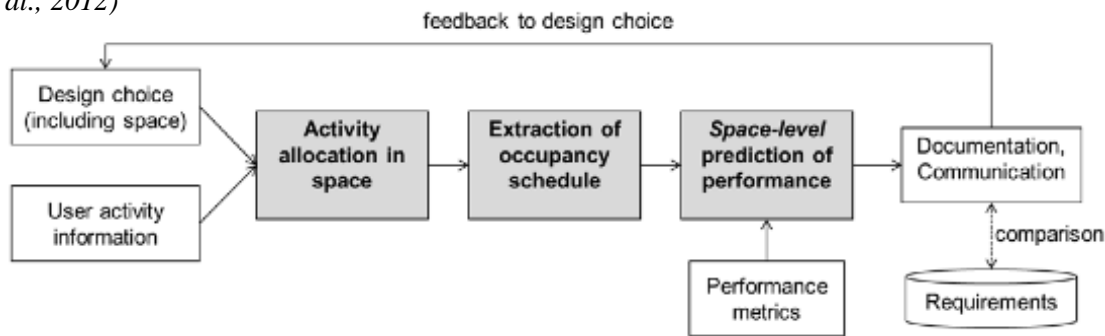 al., 2012)
feedback to design choice
Design choice
(including space)
User activity
information
Activity
allocation in
space
Extraction of
occupancy
schedule
Space-level
prediction of
performance
Performance
metrics
Documentation,
Communication
comparison
Requirements